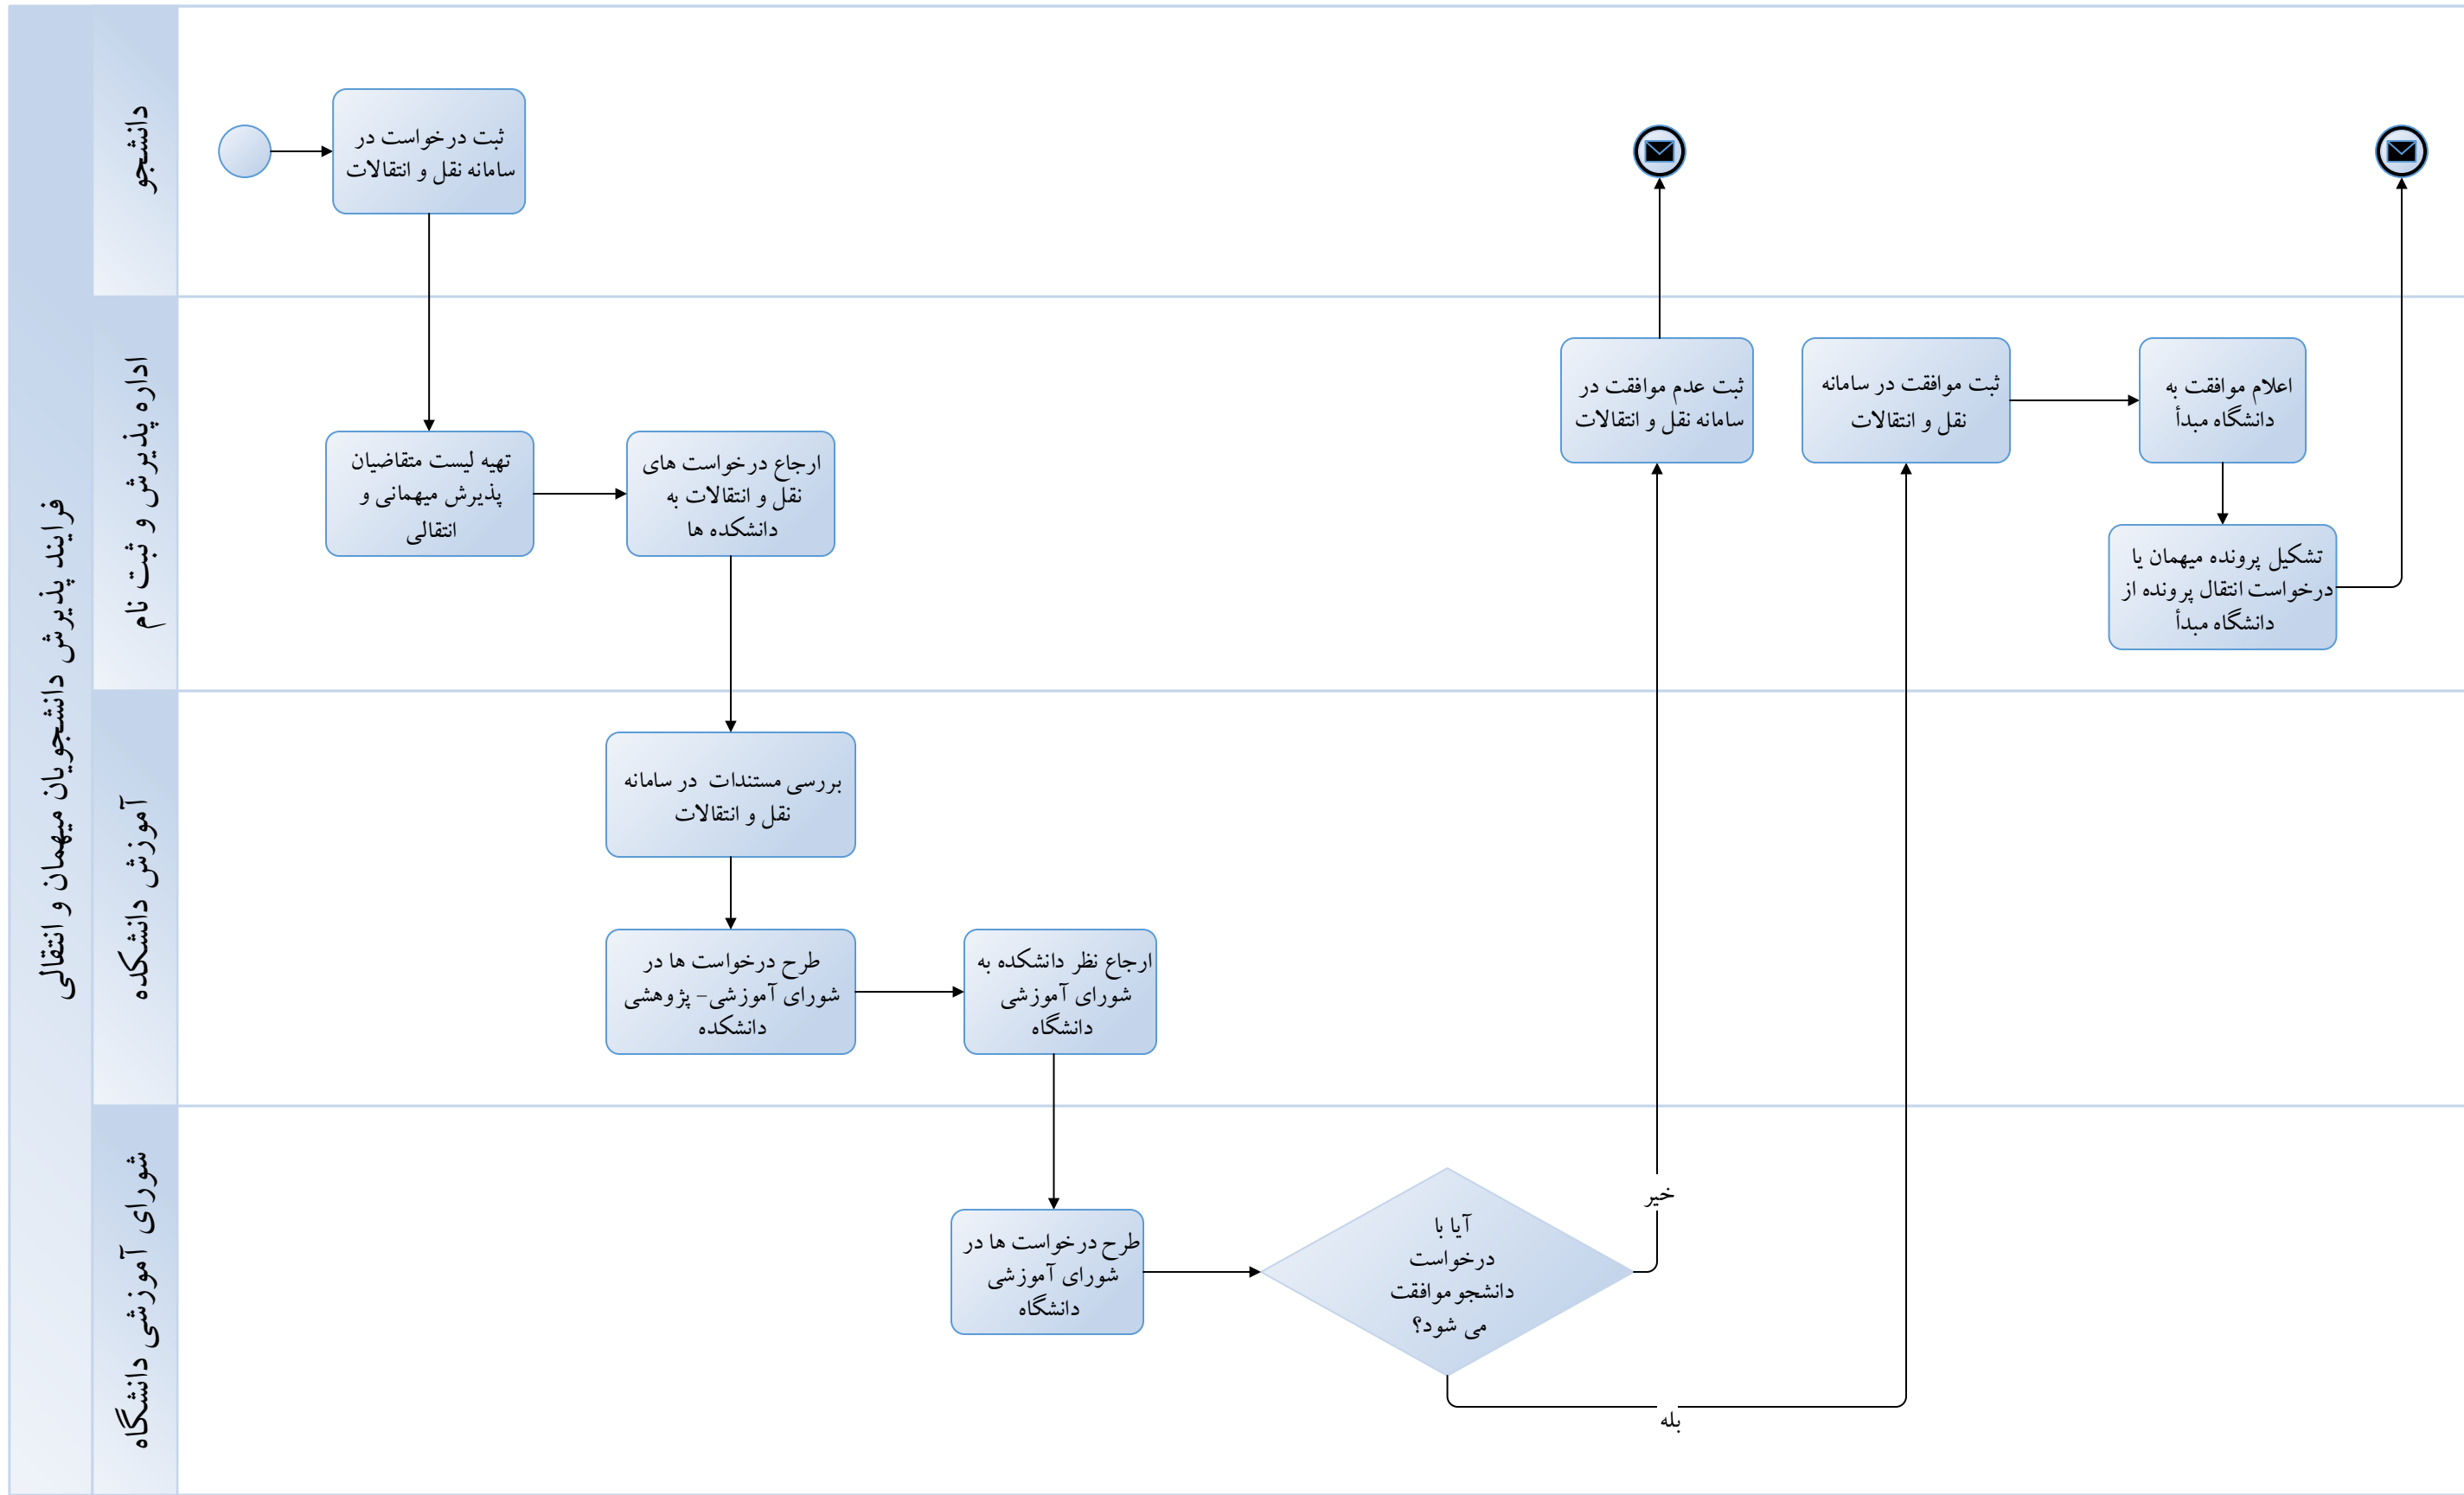 فرایند پذیرش دانشجویان میهمان و انتقالی
دانشجو
ثبت درخواست در
سامانه نقل و انتقالات
اداره پذیرش و ثبت نام
تهیه لیست متقاضیان
پذیرش میهمانی و
انتقالی
ارجاع درخواست های
نقل و انتقالات به
دانشکده ها
ثبت عدم موافقت در
سامانه نقل و انتقالات
ثبت موافقت در سامانه
نقل و انتقالات
اعلام موافقت به
دانشگاه مبدأ
تشکیل پرونده میهمان یا
درخواست انتقال پرونده از
دانشگاه مبدأ
آموزش دانشکده
بررسی مستندات در سامانه
نقل و انتقالات
طرح درخواست ها در
شورای آموزشی- پژوهشی
دانشکده
ارجاع نظر دانشکده به
شورای آموزشی
دانشگاه
شورای آموزشی دانشگاه
طرح درخواست ها در
شورای آموزشی
دانشگاه
آیا با
درخواست
دانشجو موافقت
می شود؟
خیر
بله